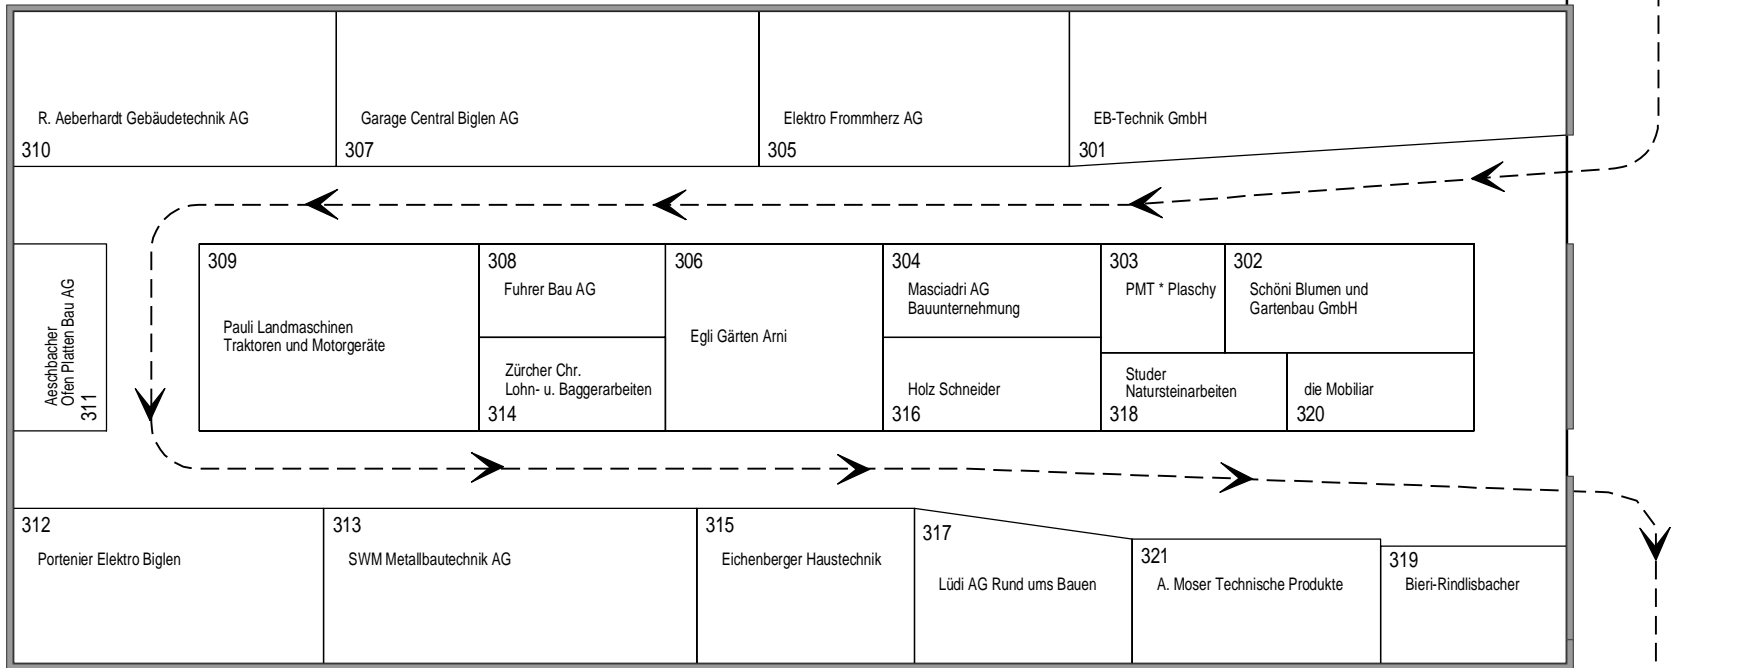 R. Aeberhardt Gebäudetechnik AG
310
Garage Central Biglen AG
307
Elektro Frommherz AG
305
EB-Technik GmbH
301
Aeschbacher
Ofen Platten Bau AG
311
309
Pauli Landmaschinen
Traktoren und Motorgeräte
308
Fuhrer Bau AG
Zürcher Chr.
Lohn- u. Baggerarbeiten
314
306
Egli Gärten Arni
304
Masciadri AG
Bauunternehmung
Holz Schneider
316
303
PMT * Plaschy
302
Schöni Blumen und
Gartenbau GmbH
Studer
Natursteinarbeiten
318
die Mobiliar
320
312
Portenier Elektro Biglen
313
SWM Metallbautechnik AG
315
Eichenberger Haustechnik
317
Lüdi AG Rund ums Bauen
321
A. Moser Technische Produkte
319
Bieri-Rindlisbacher